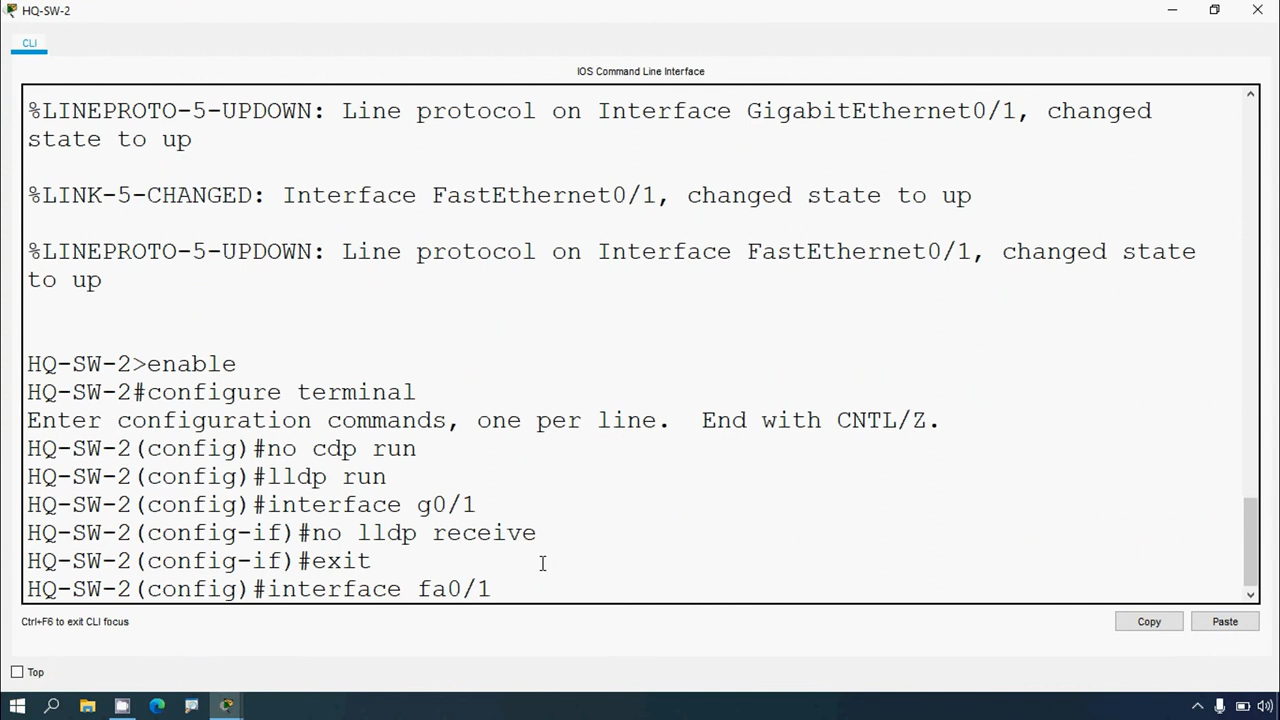 HQ-SW-2
CLI
IOS Command Line Interface
%LINEPROTO-5-UPDOWN: Line protocol on Interface GigabitEthernet0/1, changed
state to up
%LINK-5-CHANGED: Interface FastEthernet0/1, changed state to up
%LINEPROTO-5-UPDOWN: Line protocol on Interface FastEthernet0/1, changed state
to up
HQ-SW-2>enable
HQ-SW-2#configure terminal
Enter configuration commands, one per line.  End with CNTL/Z.
HQ-SW-2(config)#no cdp run
HQ-SW-2(config)#lldp run
HQ-SW-2(config)#interface g0/1
HQ-SW-2(config-if)#no lldp receive
HQ-SW-2(config-if)#exit
HQ-SW-2(config)#interface fa0/1
Ctrl+F6 to exit CLI focus
Copy
Paste
Top